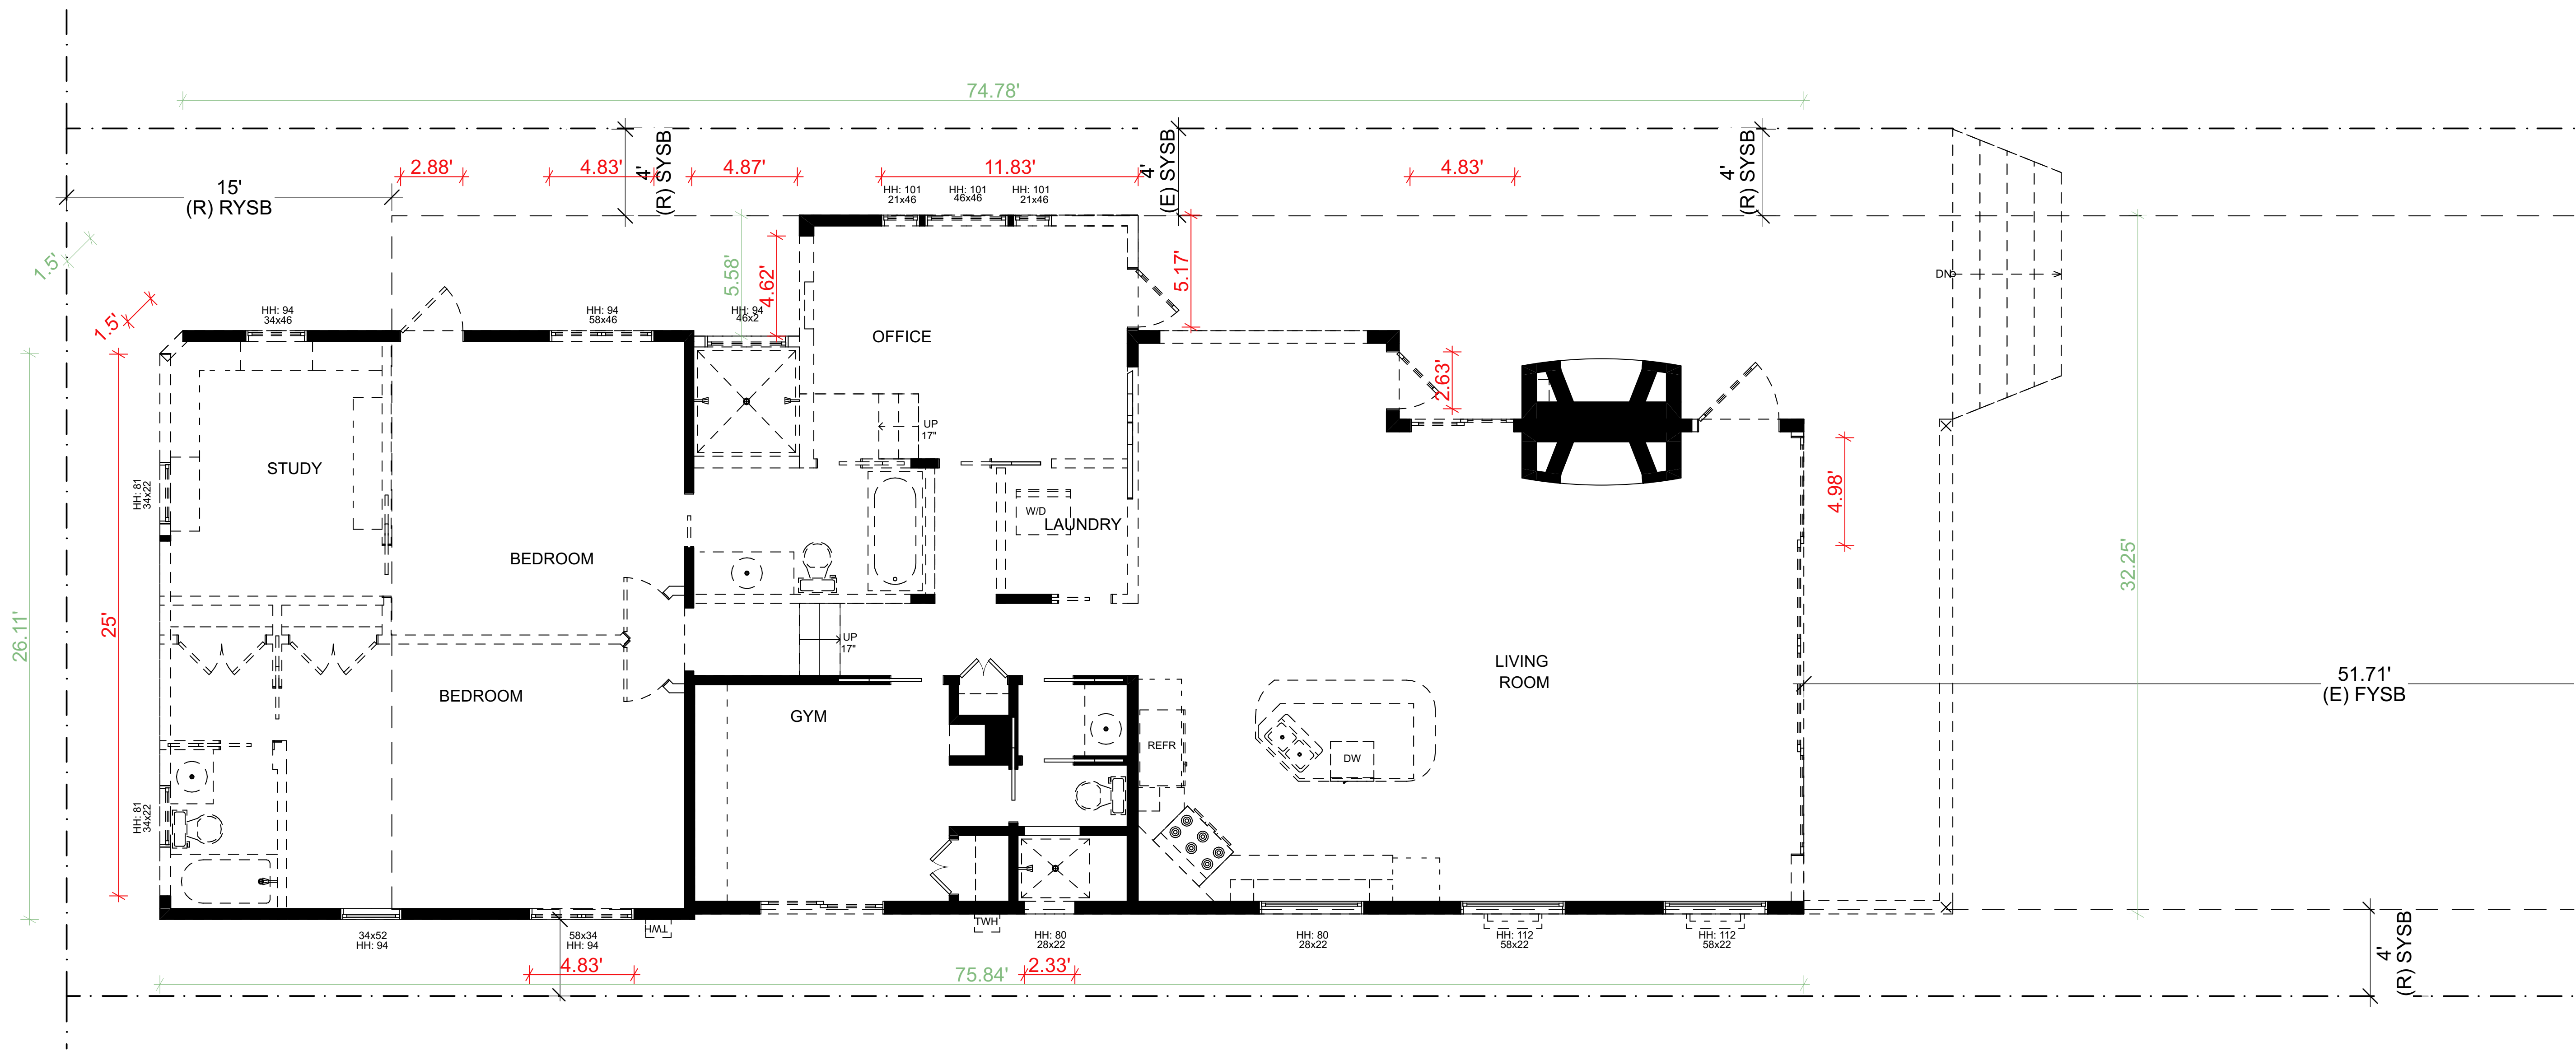 74.78'
2.88'
4.83'
4'
(R) SYSB
4.87'
11.83'
4'
(E) SYSB
4.83'
4'
(R) SYSB
15'
(R) RYSB
HH: 101
21x46
HH: 101
46x46
HH: 101
21x46
1.5'
5.58'
4.62'
5.17'
DN
1.5'
HH: 94
34x46
HH: 94
58x46
HH: 94
46x2
OFFICE
2.63'
UP
17"
STUDY
HH: 81
34x22
4.98'
W/D
LAUNDRY
BEDROOM
32.25'
26.11'
25'
UP
17"
LIVING
ROOM
51.71'
(E) FYSB
BEDROOM
GYM
REFR
DW
HH: 81
34x22
TWH
TWH
34x52
HH: 94
58x34
HH: 94
HH: 80
28x22
HH: 80
28x22
HH: 112
58x22
HH: 112
58x22
4'
(R) SYSB
4.83'
75.84'
2.33'